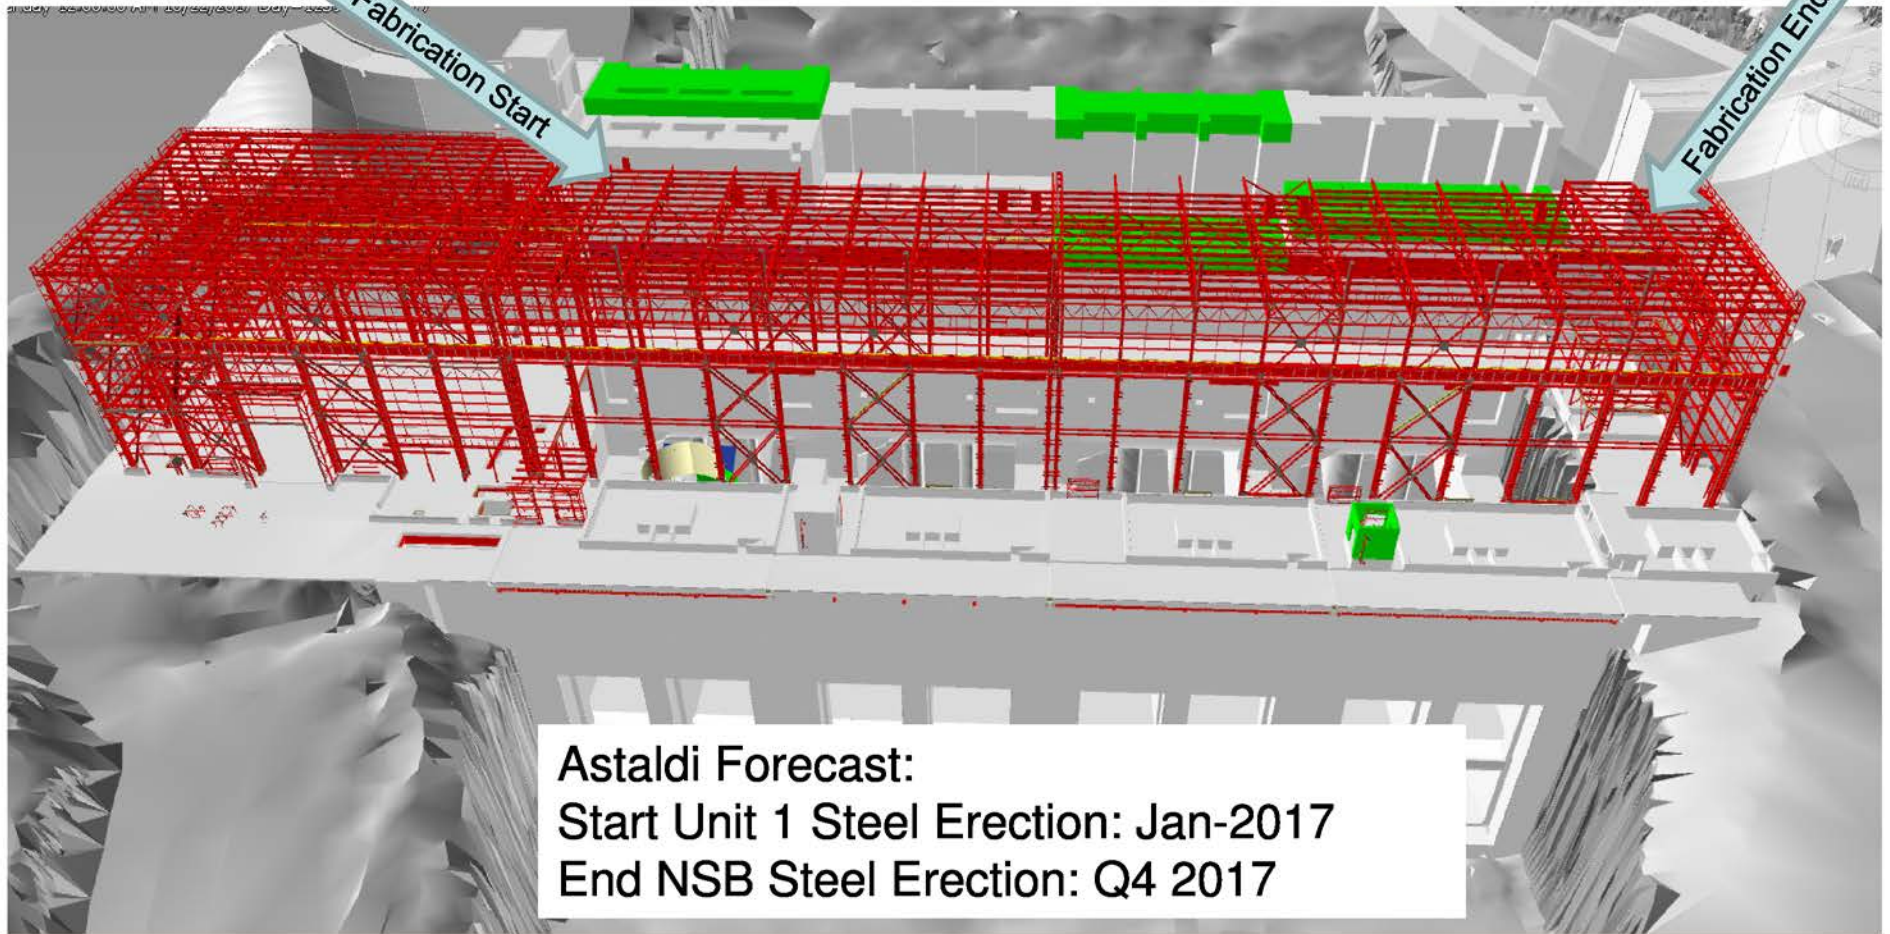 Fabrication Start
Fabrication End
Astaldi Forecast:
Start Unit 1 Steel Erection: Jan-2017
End NSB Steel Erection: Q4 2017